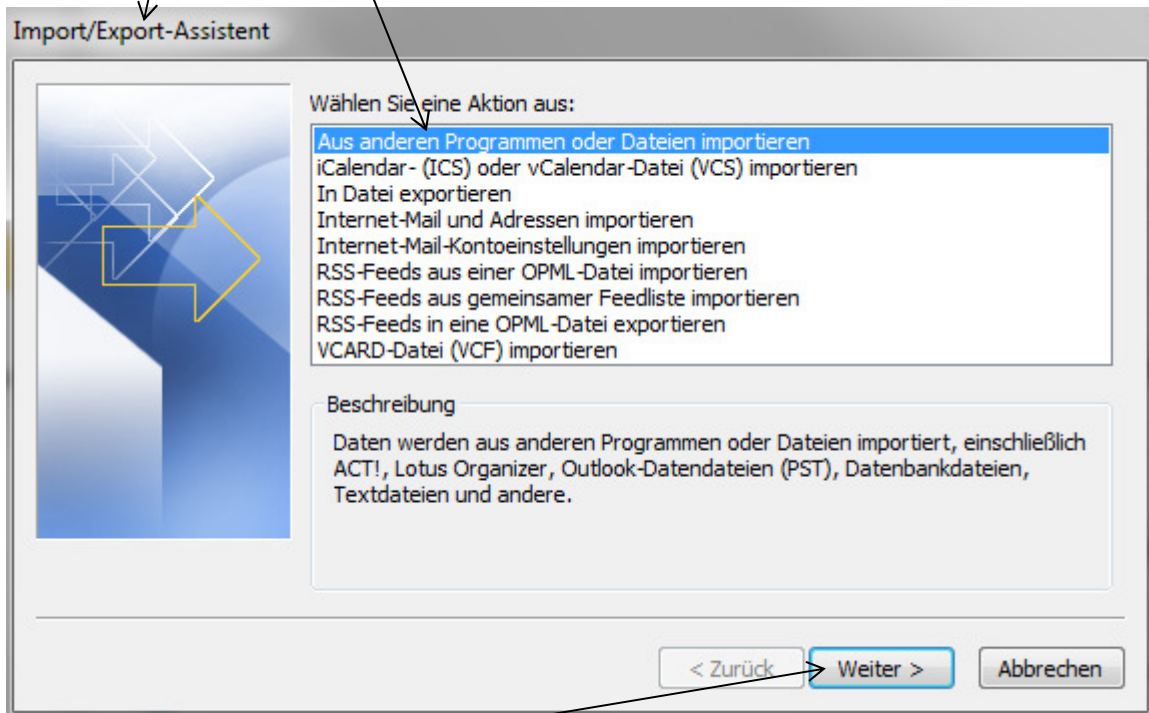 Import/Export-Assistent
Wählen Sie eine Aktion aus:
Aus anderen Programmen oder Dateien importieren
iCalendar- (ICS) oder vCalendar-Datei (VCS) importieren
In Datei exportieren
Internet-Mail und Adressen importieren
Internet-Mail-Kontoeinstellungen importieren
RSS-Feeds aus einer OPML-Datei importieren
RSS-Feeds aus gemeinsamer Feedliste importieren
RSS-Feeds in eine OPML-Datei exportieren
VCARD-Datei (VCF) importieren
Beschreibung
Daten werden aus anderen Programmen oder Dateien importiert, einschließlich
ACT!, Lotus Organizer, Outlook-Datendateien (PST), Datenbankdateien,
Textdateien und andere.
< Zurück Weiter > Abbrechen